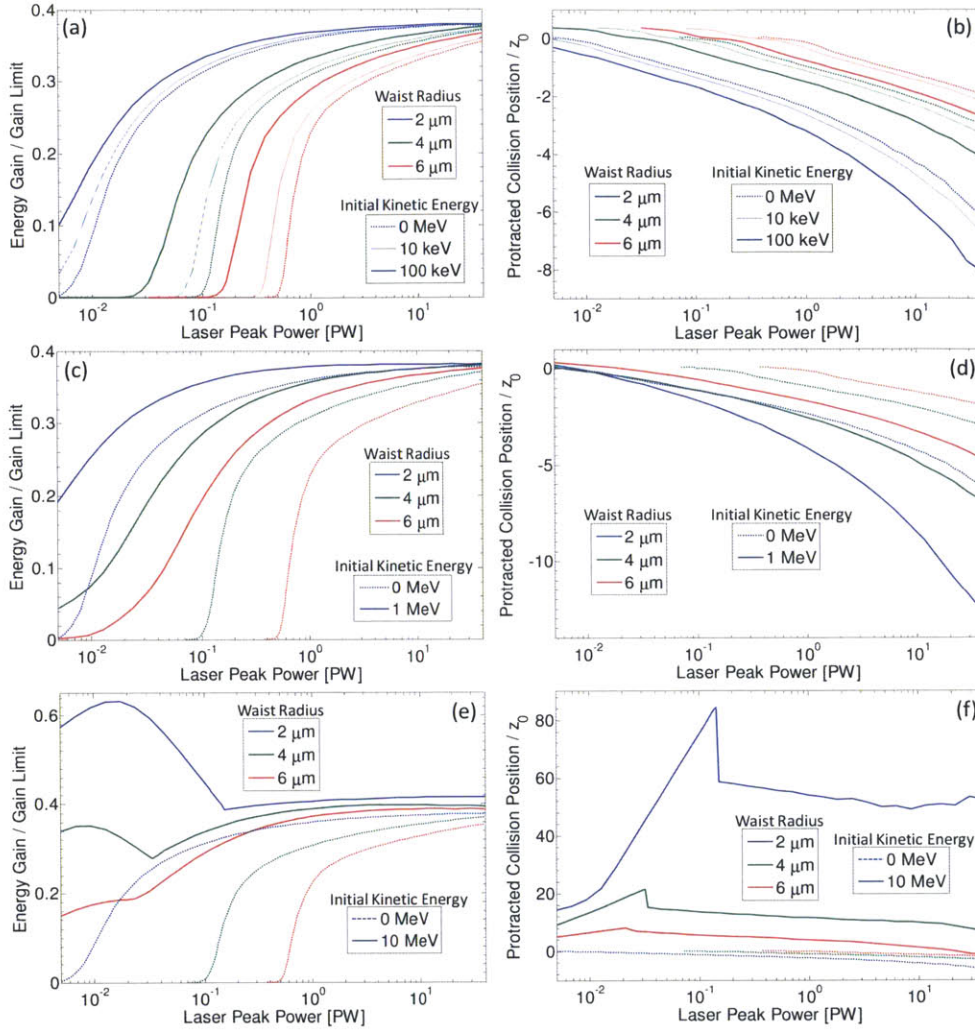 (a)
Energy Gain / Gain Limit
0.4
0.3
0.2
0.1
0
Waist Radius
2 μm
4 μm
6 μm
Initial Kinetic Energy
0 MeV
10 keV
100 keV
10⁻² 10⁻¹ 10⁰ 10¹
Laser Peak Power [PW]
(b)
Protracted Collision Position / z₀
0
-2
-4
-6
-8
Waist Radius
2 μm
4 μm
6 μm
Initial Kinetic Energy
0 MeV
10 keV
100 keV
10⁻² 10⁻¹ 10⁰ 10¹
Laser Peak Power [PW]
(c)
Energy Gain / Gain Limit
0.4
0.3
0.2
0.1
0
Waist Radius
2 μm
4 μm
6 μm
Initial Kinetic Energy
0 MeV
1 MeV
10⁻² 10⁻¹ 10⁰ 10¹
Laser Peak Power [PW]
(d)
Protracted Collision Position / z₀
0
-5
-10
Waist Radius
2 μm
4 μm
6 μm
Initial Kinetic Energy
0 MeV
1 MeV
10⁻² 10⁻¹ 10⁰ 10¹
Laser Peak Power [PW]
(e)
Energy Gain / Gain Limit
0.6
0.4
0.2
0
Waist Radius
2 μm
4 μm
6 μm
Initial Kinetic Energy
0 MeV
10 MeV
10⁻² 10⁻¹ 10⁰ 10¹
Laser Peak Power [PW]
(f)
Protracted Collision Position / z₀
80
60
40
20
0
Waist Radius
2 μm
4 μm
6 μm
Initial Kinetic Energy
0 MeV
10 MeV
10⁻² 10⁻¹ 10⁰ 10¹
Laser Peak Power [PW]